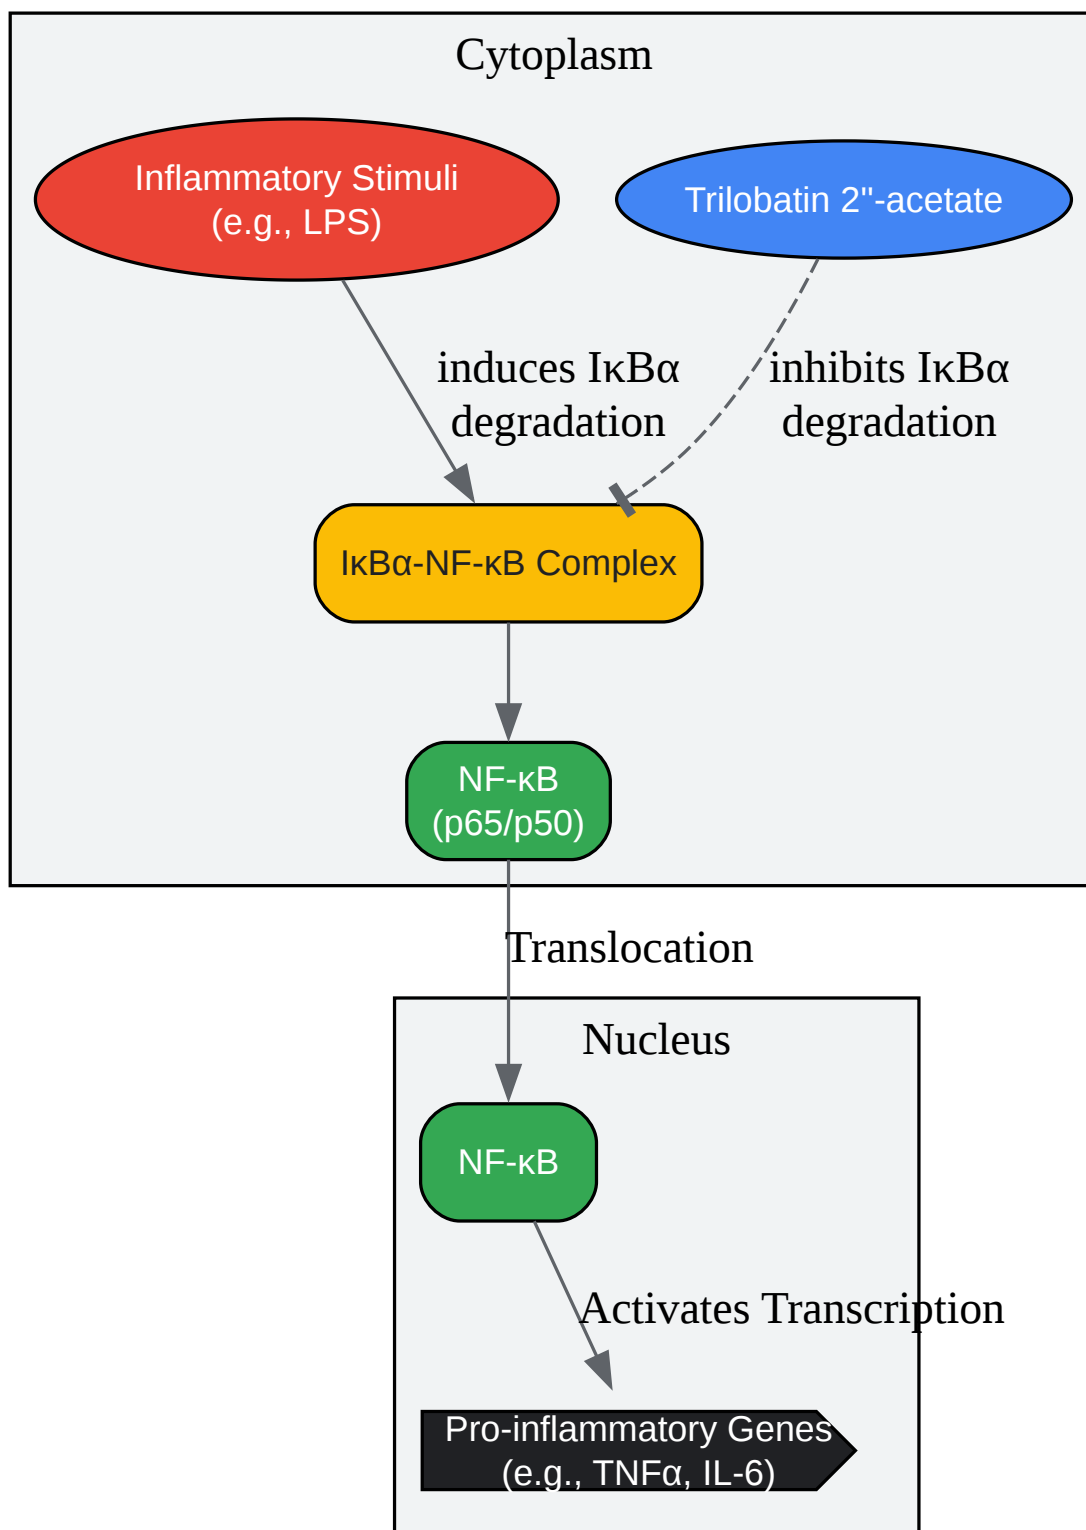 Cytoplasm
Inflammatory Stimuli
(e.g., LPS)
Trilobatin 2"-acetate
induces IκBα
degradation
inhibits IκBα
degradation
IκBα-NF-κB Complex
NF-κB
(p65/p50)
Translocation
Nucleus
NF-κB
Activates Transcription
Pro-inflammatory Genes
(e.g., TNFα, IL-6)